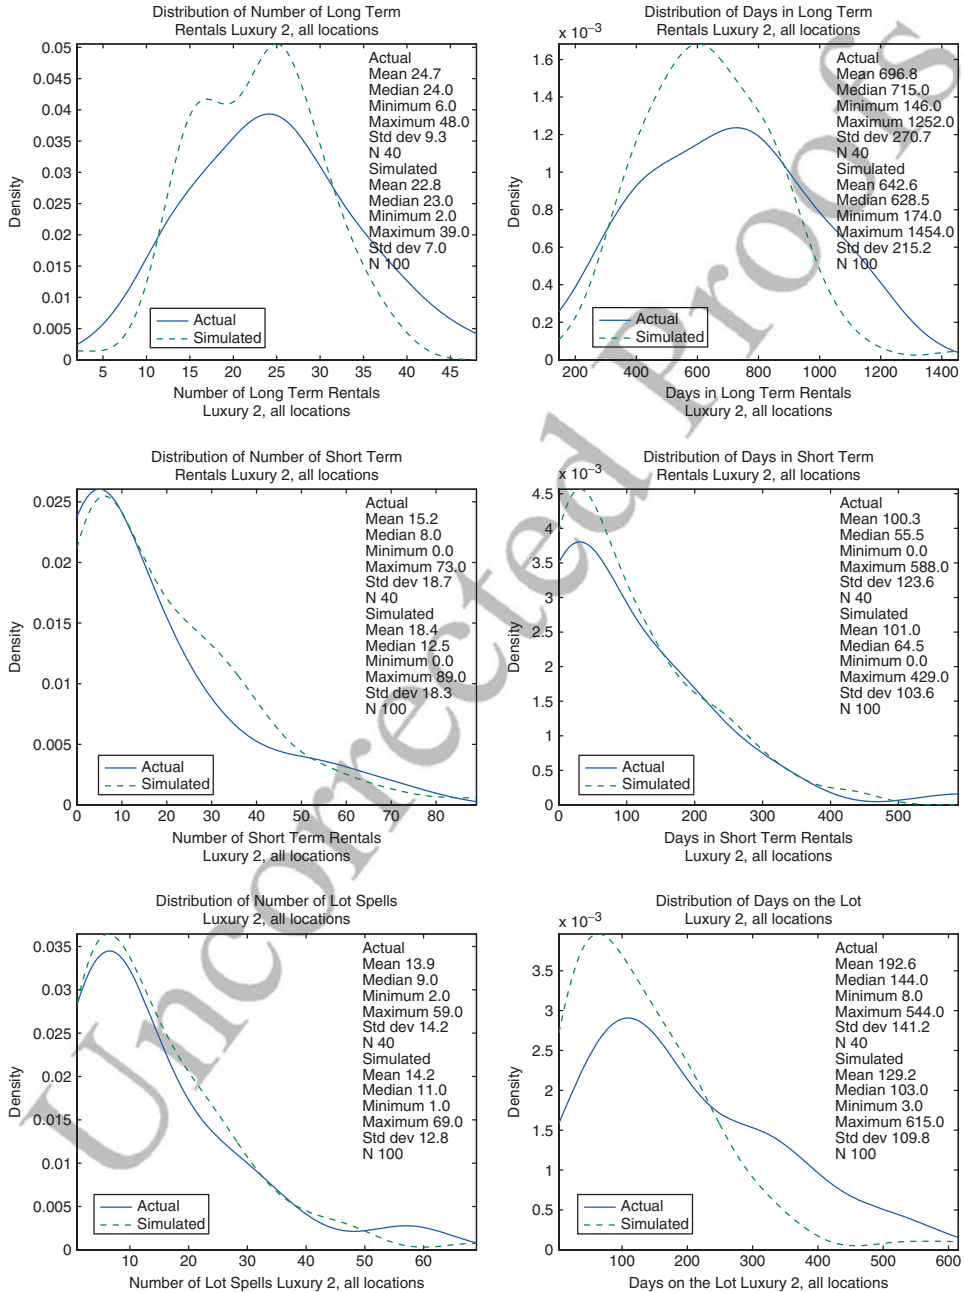 Distribution of Number of Long Term
Rentals Luxury 2, all locations
0.05
0.045
0.04
0.035
0.03
0.025
0.02
0.015
0.01
0.005
0
Density
Actual
Mean 24.7
Median 24.0
Minimum 6.0
Maximum 48.0
Std dev 9.3
N 40
Simulated
Mean 22.8
Median 23.0
Minimum 2.0
Maximum 39.0
Std dev 7.0
N 100
Actual
Simulated
5 10 15 20 25 30 35 40 45
Number of Long Term Rentals
Luxury 2, all locations
Distribution of Days in Long Term
Rentals Luxury 2, all locations
x 10⁻³
1.6
1.4
1.2
1
0.8
0.6
0.4
0.2
0
Density
Actual
Mean 696.8
Median 715.0
Minimum 146.0
Maximum 1252.0
Std dev 270.7
N 40
Simulated
Mean 642.6
Median 628.5
Minimum 174.0
Maximum 1454.0
Std dev 215.2
N 100
Actual
Simulated
200 400 600 800 1000 1200 1400
Days in Long Term Rentals
Luxury 2, all locations
Distribution of Number of Short Term
Rentals Luxury 2, all locations
0.025
0.02
0.015
0.01
0.005
0
Density
Actual
Mean 15.2
Median 8.0
Minimum 0.0
Maximum 73.0
Std dev 18.7
N 40
Simulated
Mean 18.4
Median 12.5
Minimum 0.0
Maximum 89.0
Std dev 18.3
N 100
Actual
Simulated
0 10 20 30 40 50 60 70 80
Number of Short Term Rentals
Luxury 2, all locations
Distribution of Days in Short Term
Rentals Luxury 2, all locations
x 10⁻³
4.5
4
3.5
3
2.5
2
1.5
1
0.5
0
Density
Actual
Mean 100.3
Median 55.5
Minimum 0.0
Maximum 588.0
Std dev 123.6
N 40
Simulated
Mean 101.0
Median 64.5
Minimum 0.0
Maximum 429.0
Std dev 103.6
N 100
Actual
Simulated
0 100 200 300 400 500
Days in Short Term Rentals
Luxury 2, all locations
Distribution of Number of Lot Spells
Luxury 2, all locations
0.035
0.03
0.025
0.02
0.015
0.01
0.005
0
Density
Actual
Mean 13.9
Median 9.0
Minimum 2.0
Maximum 59.0
Std dev 14.2
N 40
Simulated
Mean 14.2
Median 11.0
Minimum 1.0
Maximum 69.0
Std dev 12.8
N 100
Actual
Simulated
10 20 30 40 50 60
Number of Lot Spells Luxury 2, all locations
Distribution of Days on the Lot
Luxury 2, all locations
x 10⁻³
3.5
3
2.5
2
1.5
1
0.5
0
Density
Actual
Mean 192.6
Median 144.0
Minimum 8.0
Maximum 544.0
Std dev 141.2
N 40
Simulated
Mean 129.2
Median 103.0
Minimum 3.0
Maximum 615.0
Std dev 109.8
N 100
Actual
Simulated
100 200 300 400 500 600
Days on the Lot Luxury 2, all locations
Uncorrected Proofs